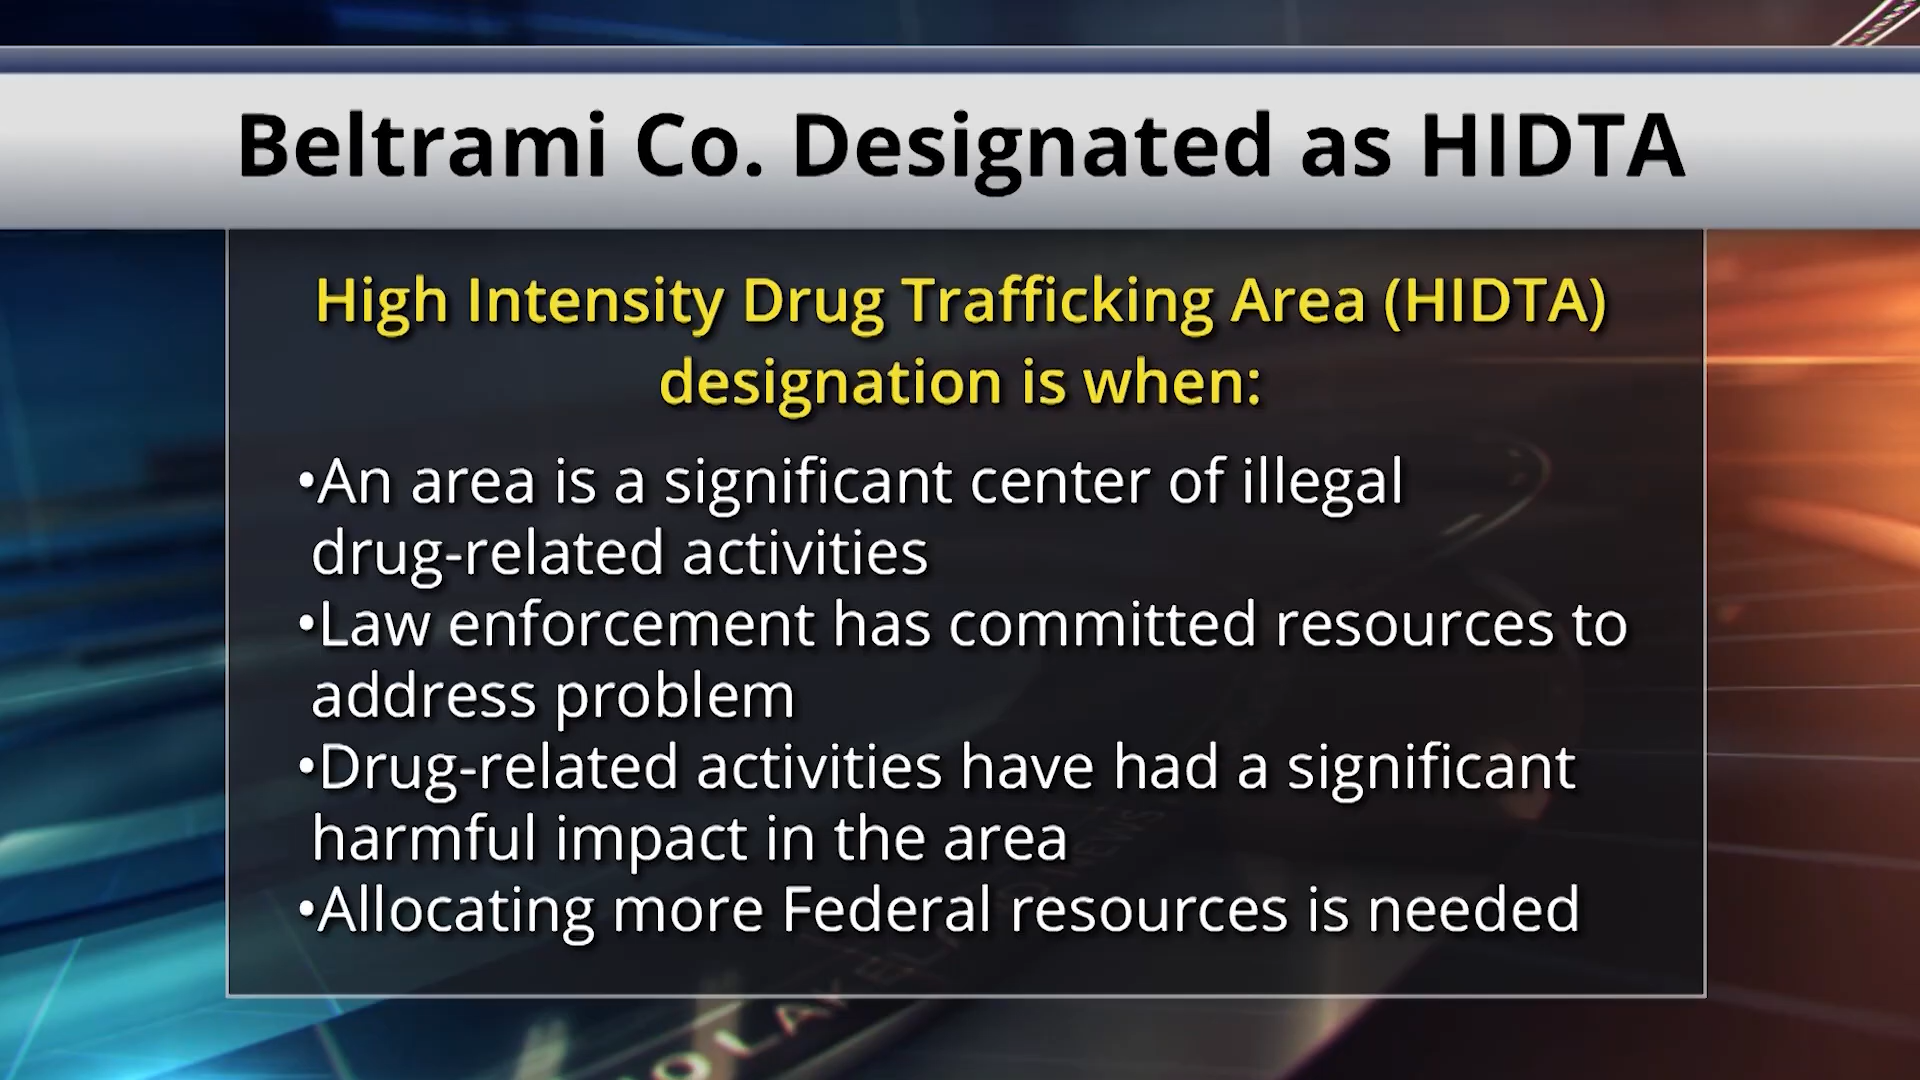 Beltrami Co. Designated as HIDTA
High Intensity Drug Trafficking Area (HIDTA)
designation is when:
•An area is a significant center of illegal
drug-related activities
•Law enforcement has committed resources to
address problem
•Drug-related activities have had a significant
harmful impact in the area
•Allocating more Federal resources is needed